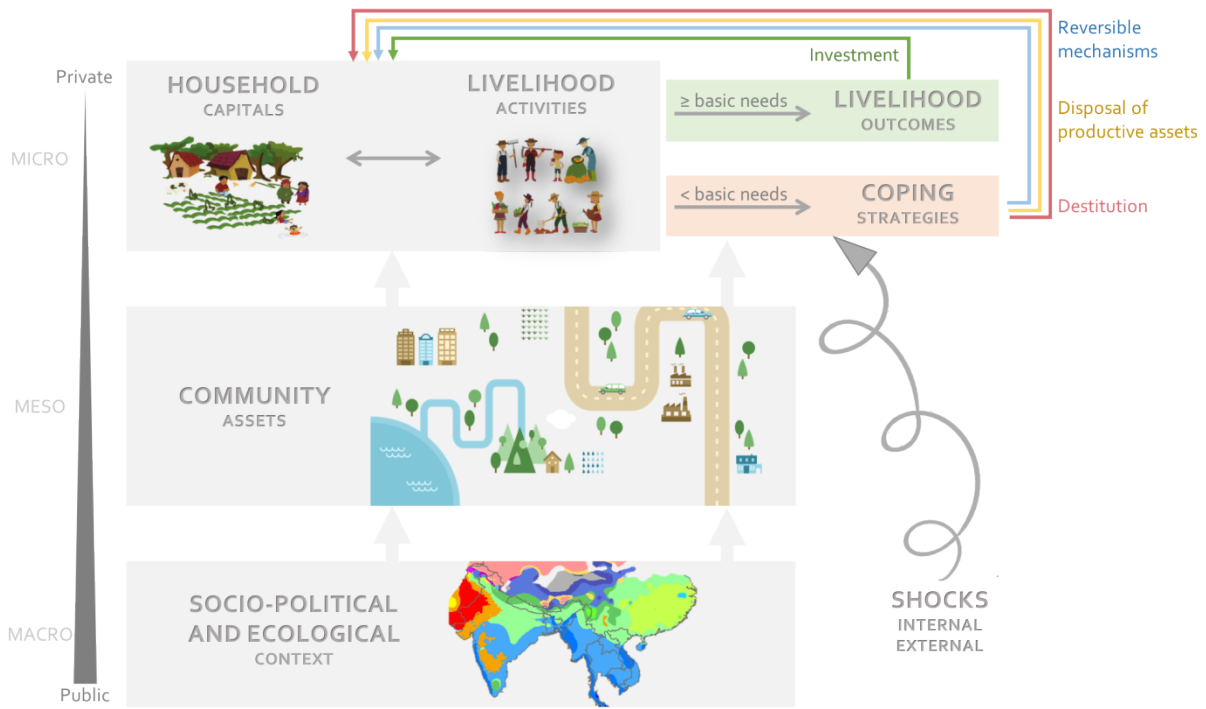 Reversible
mechanisms
Investment
Private
HOUSEHOLD
CAPITALS
LIVELIHOOD
ACTIVITIES
≥ basic needs
LIVELIHOOD
OUTCOMES
Disposal of
productive assets
MICRO
< basic needs
COPING
STRATEGIES
Destitution
MESO
COMMUNITY
ASSETS
MACRO
SOCIO-POLITICAL
AND ECOLOGICAL
CONTEXT
SHOCKS
INTERNAL
EXTERNAL
Public